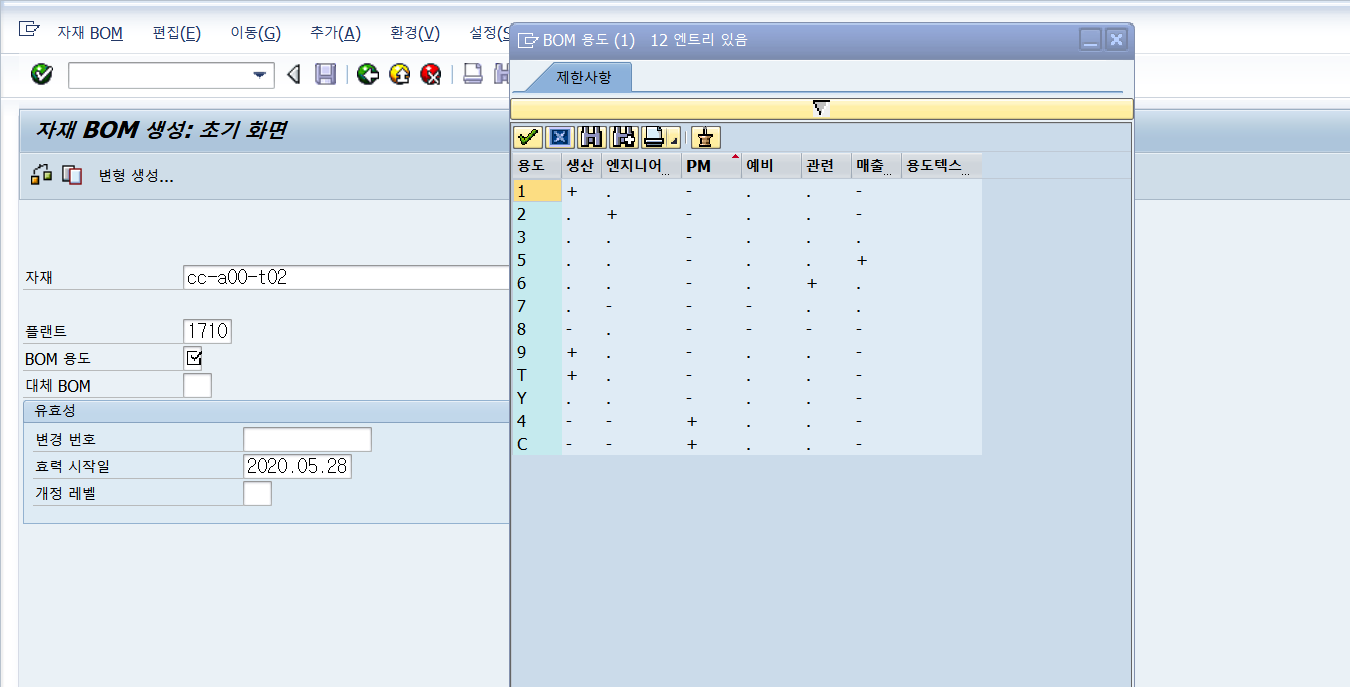 자재 BOM 편집(E) 이동(G) 추가(A) 환경(V) 설정(S
BOM 용도 (1) 12 엔트리 있음
제한사항
자재 BOM 생성: 초기 화면
변형 생성...
자재 cc-a00-t02
플랜트 1710
BOM 용도
대체 BOM
유효성
변경 번호
효력 시작일 2020.05.28
개정 레벨
용도 생산 엔지니어... PM 예비 관련 매출... 용도텍스...
1 + . - . . -
2 . + - . . -
3 . . - . . .
5 . . - . . +
6 . . - . + .
7 . - - - . .
8 - . - - - -
9 + . - . . -
T + . - . . -
Y . . - . . -
4 - - + . . -
C - - + . . -